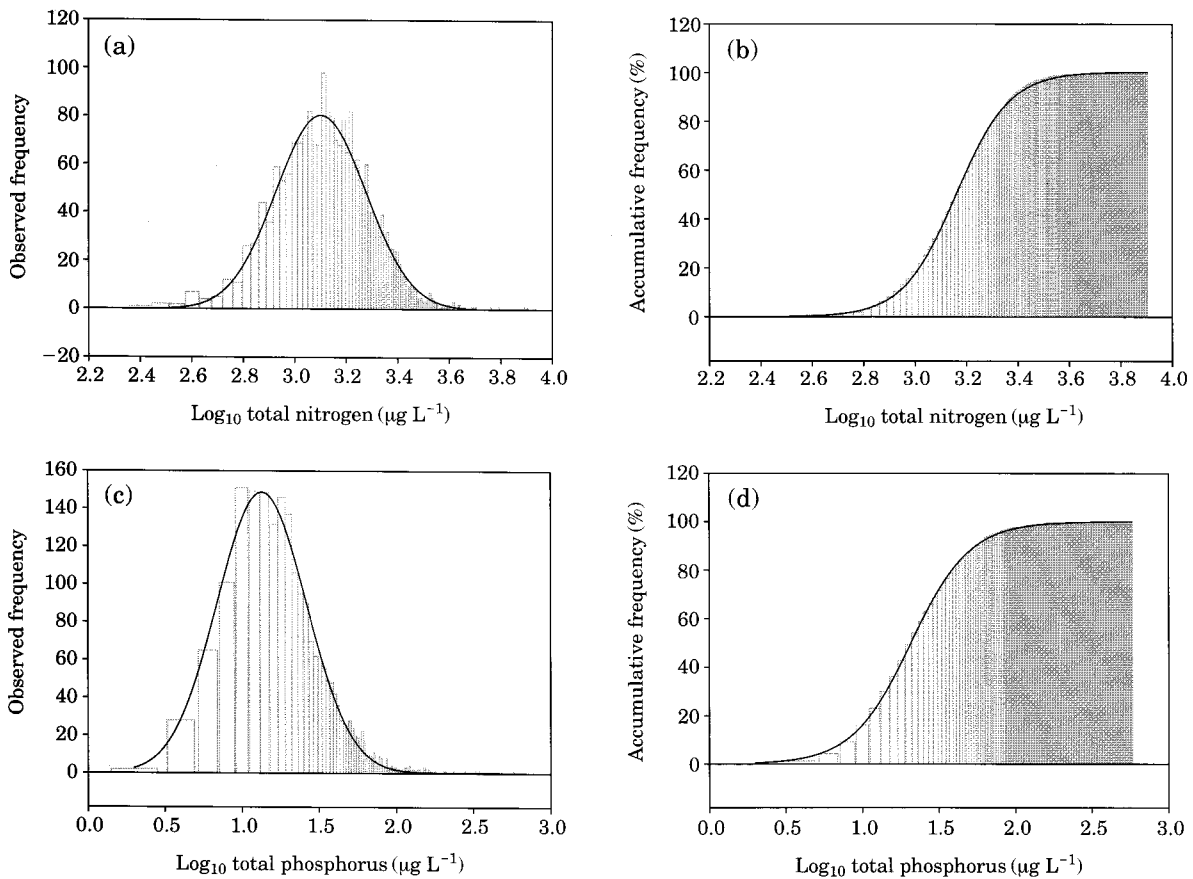 (a)
Observed frequency
120
100
80
60
40
20
0
−20
2.2 2.4 2.6 2.8 3.0 3.2 3.4 3.6 3.8 4.0
Log₁₀ total nitrogen (µg L⁻¹)
(b)
Accumulative frequency (%)
120
100
80
60
40
20
0
2.2 2.4 2.6 2.8 3.0 3.2 3.4 3.6 3.8 4.0
Log₁₀ total nitrogen (µg L⁻¹)
(c)
Observed frequency
160
140
120
100
80
60
40
20
0
0.0 0.5 1.0 1.5 2.0 2.5 3.0
Log₁₀ total phosphorus (µg L⁻¹)
(d)
Accumulative frequency (%)
120
100
80
60
40
20
0
0.0 0.5 1.0 1.5 2.0 2.5 3.0
Log₁₀ total phosphorus (µg L⁻¹)